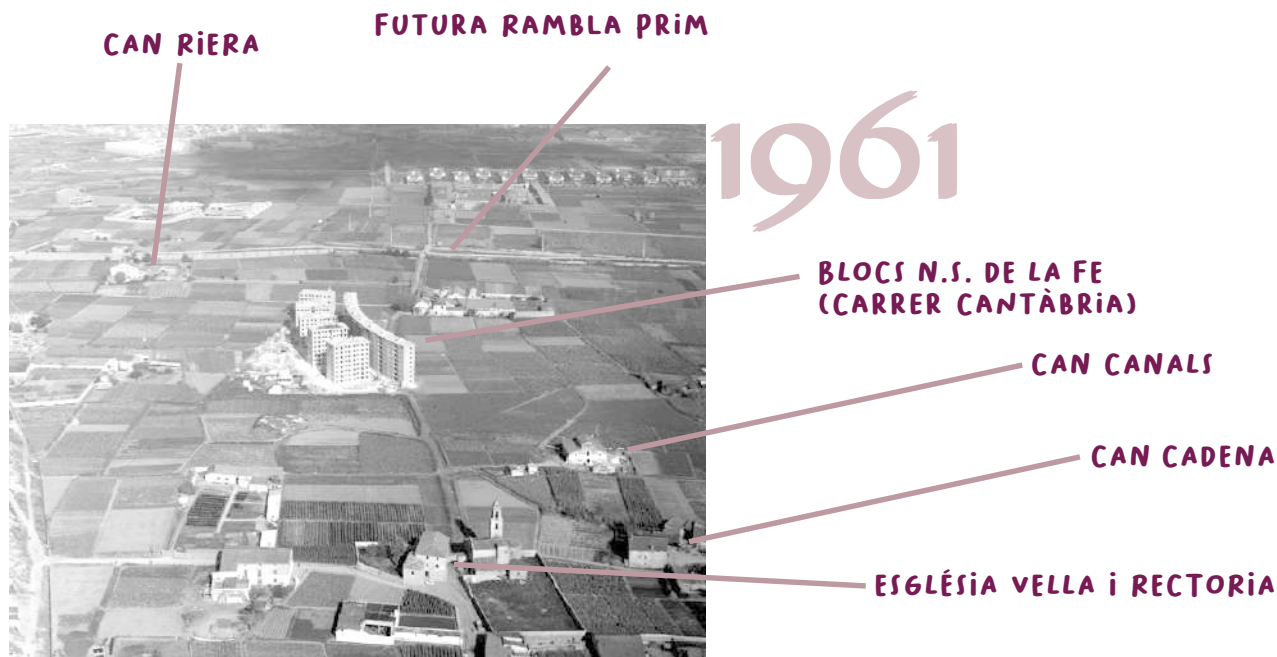 CAN RiERA
FUTURA RAMBLA PRiM
1961
BLOCS N.S. DE LA FE
(CARRER CANTÀBRiA)
CAN CANALS
CAN CADENA
ESGLÉSiA VELLA i RECTORiA